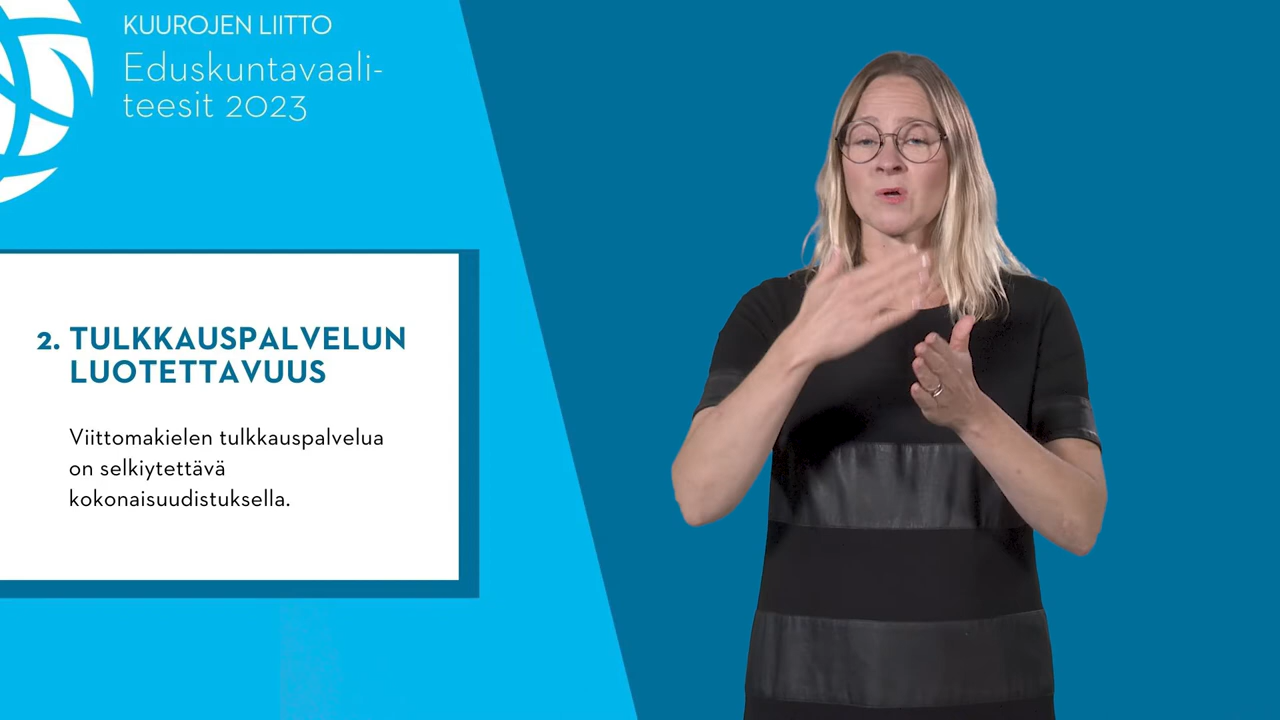 KUUROJEN LIITTO
Eduskuntavaali-
teesit 2023
2. TULKKAUSPALVELUN
LUOTETTAVUUS
Viittomakielen tulkkauspalvelua
on selkiytettävä
kokonaisuudistuksella.